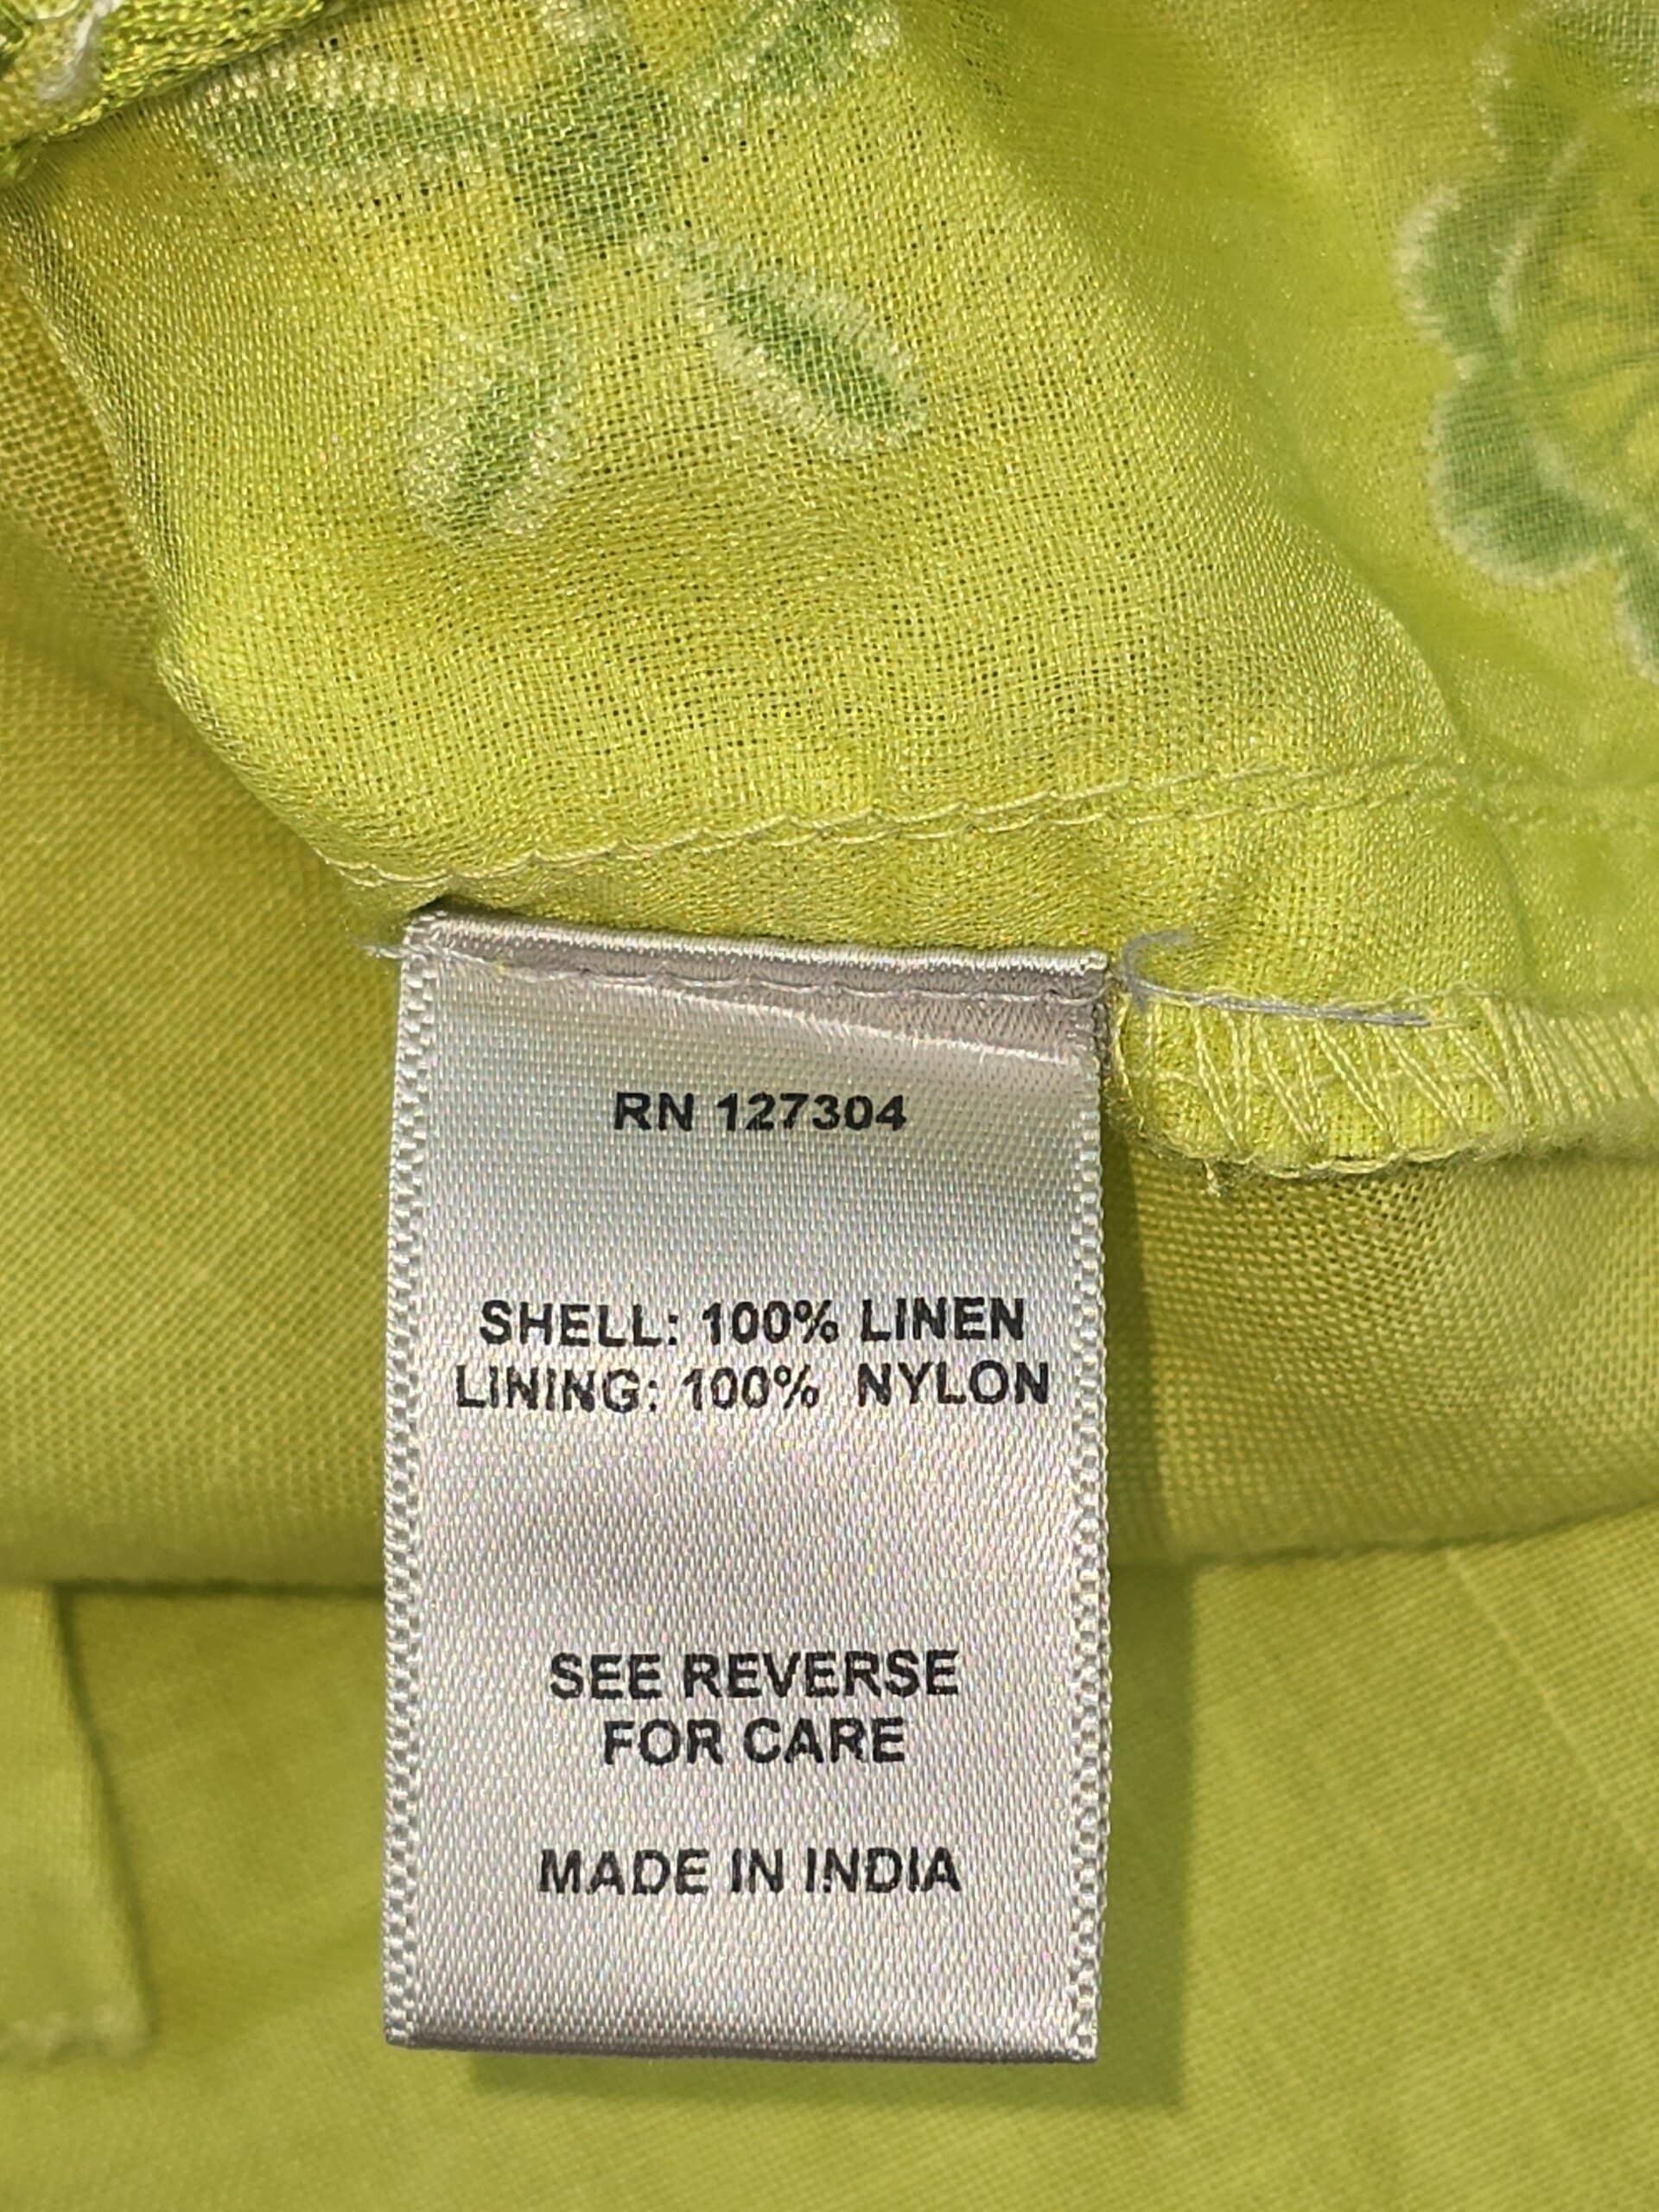 RN 127304
SHELL: 100% LINEN
LINING: 100% NYLON
SEE REVERSE
FOR CARE
MADE IN INDIA